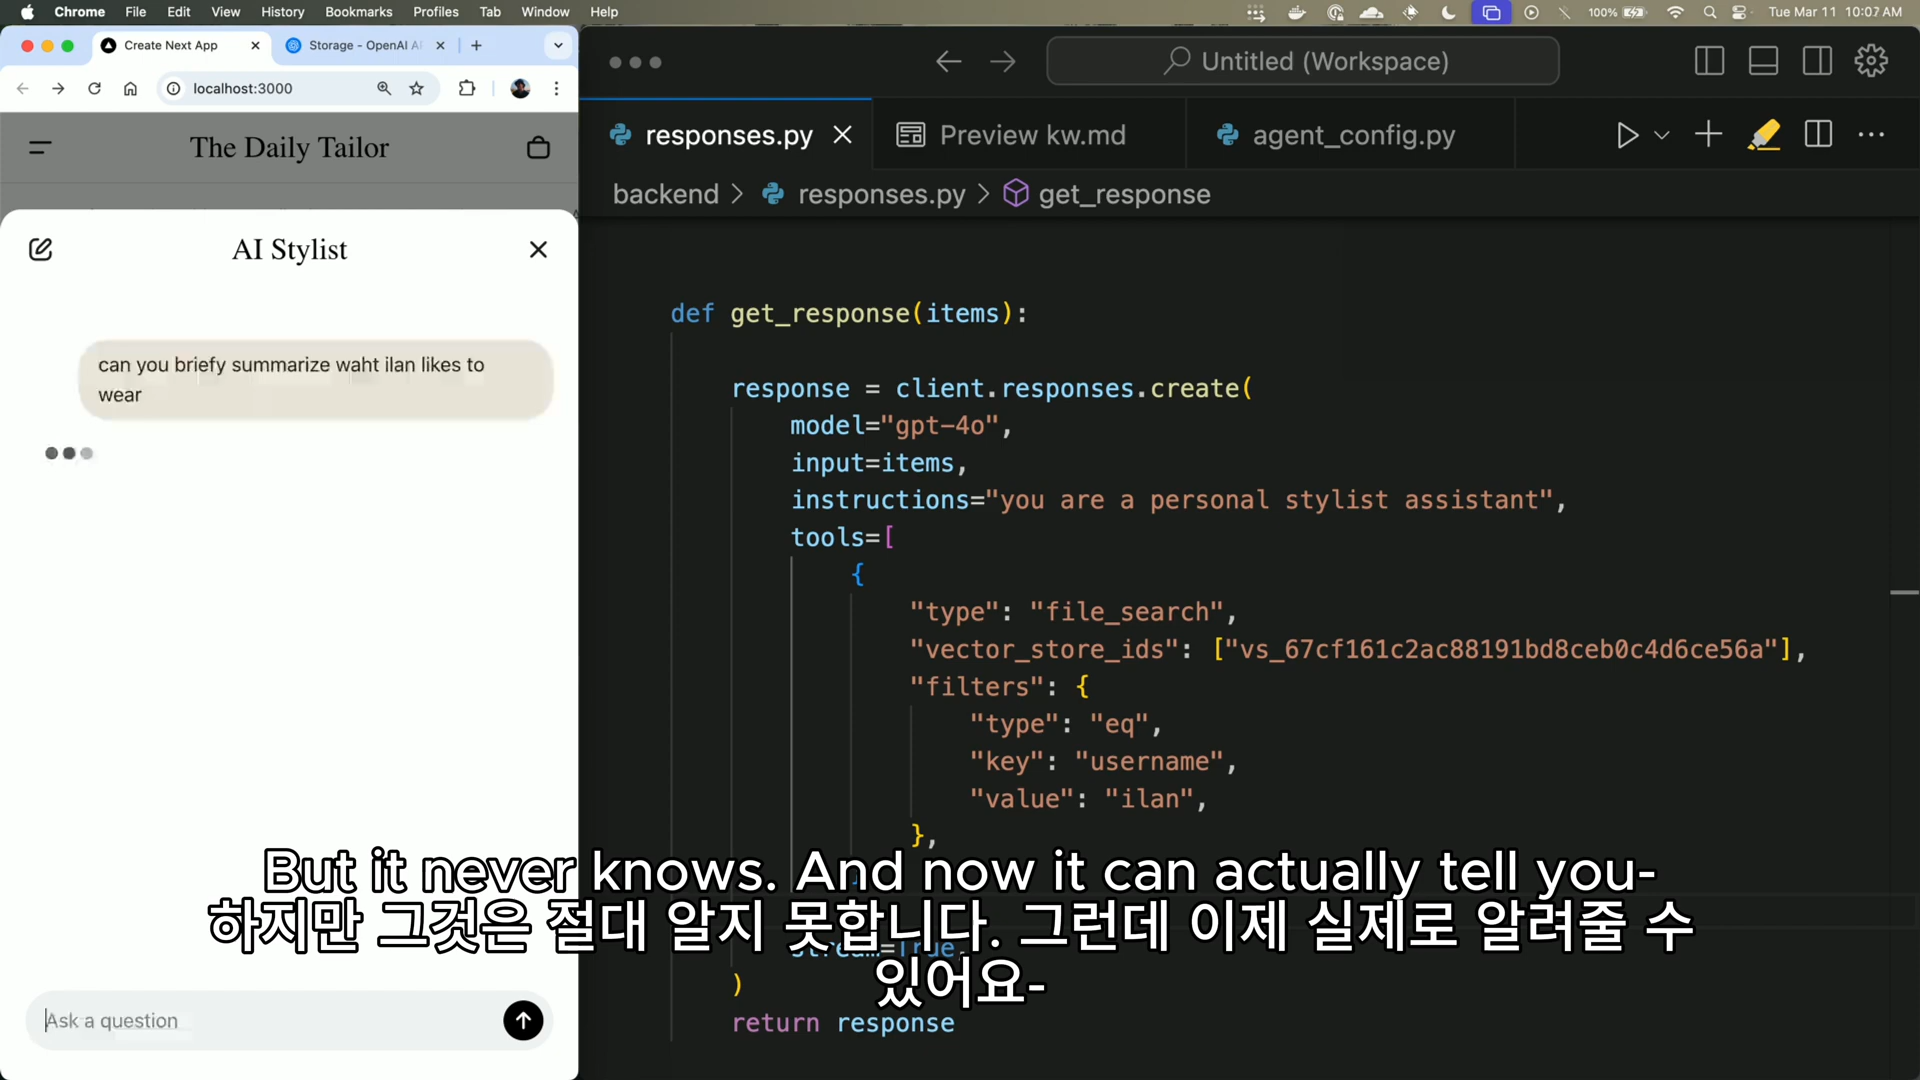 Chrome File Edit View History Bookmarks Profiles Tab Window Help
100% Tue Mar 11 10:07 AM
Create Next App
Storage - OpenAI
localhost:3000
Untitled (Workspace)
The Daily Tailor
responses.py
Preview kw.md
agent_config.py
backend > responses.py > get_response
AI Stylist
can you briefy summarize waht ilan likes to
wear
Ask a question
def get_response(items):
response = client.responses.create(
model="gpt-4o",
input=items,
instructions="you are a personal stylist assistant",
tools=[
{
"type": "file_search",
"vector_store_ids": ["vs_67cf161c2ac88191bd8ceb0c4d6ce56a"],
"filters": {
"type": "eq",
"key": "username",
"value": "ilan",
},
stream=True,
)
return response
But it never knows. And now it can actually tell you-
하지만 그것은 절대 알지 못합니다. 그런데 이제 실제로 알려줄 수
있어요-